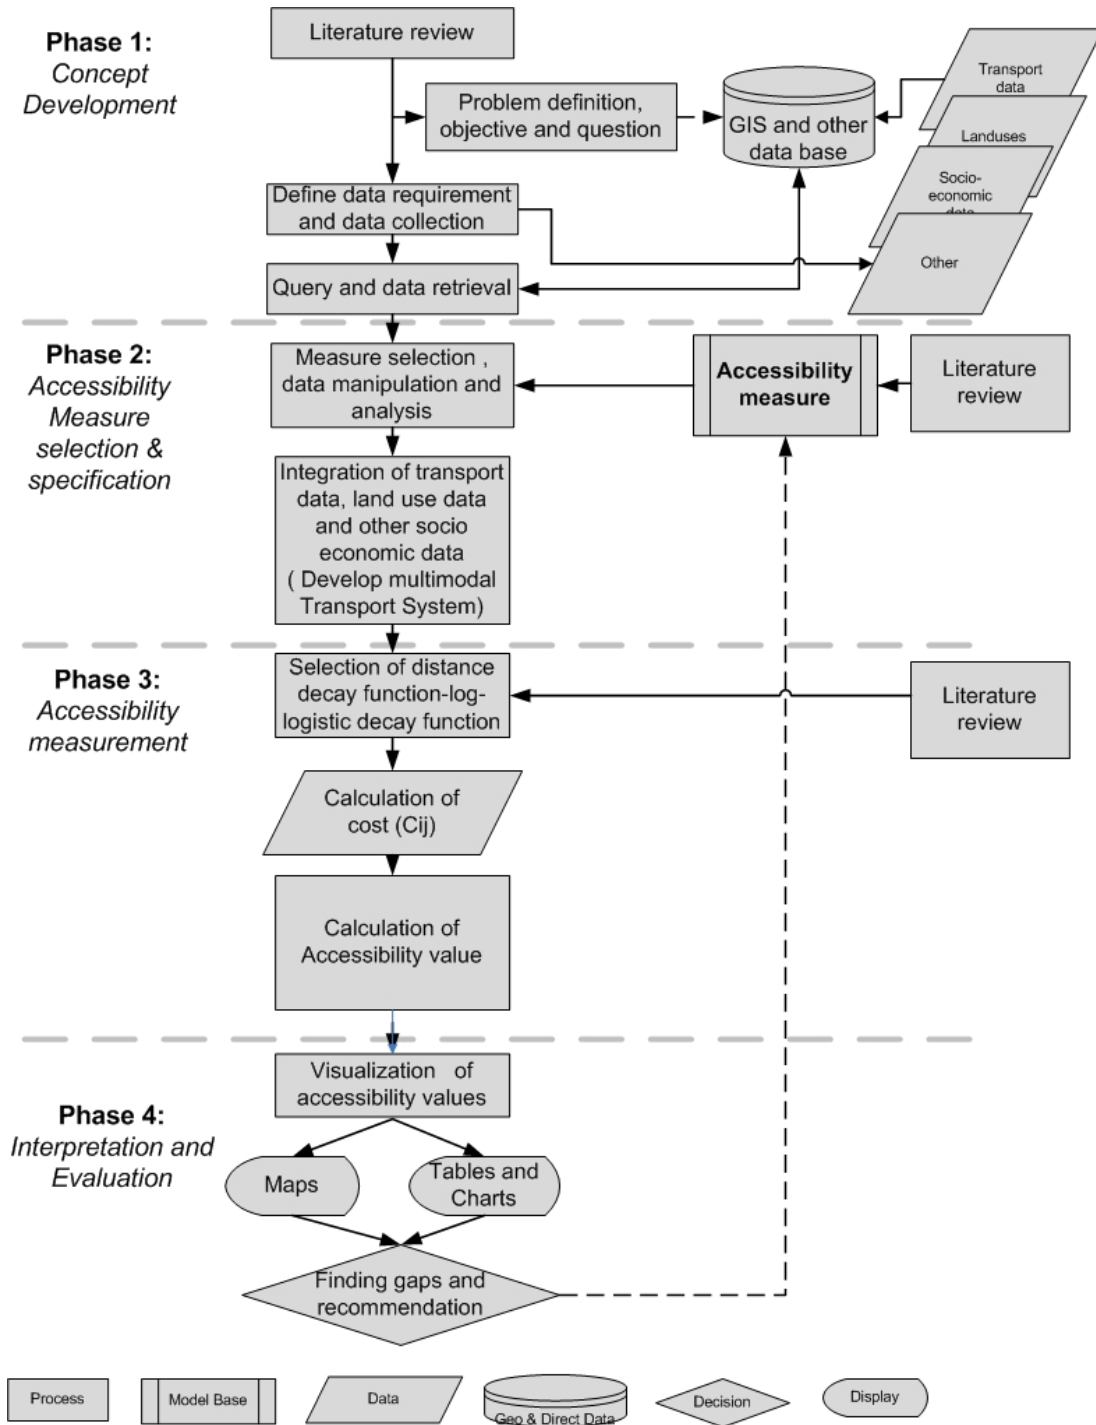 Phase 1:
Concept
Development
Literature review
Problem definition,
objective and question
GIS and other
data base
Transport
data
Landuses
Socio-
economic
data
Other
Define data requirement
and data collection
Query and data retrieval
Phase 2:
Accessibility
Measure
selection &
specification
Measure selection ,
data manipulation and
analysis
Accessibility
measure
Literature
review
Integration of transport
data, land use data
and other socio
economic data
( Develop multimodal
Transport System)
Phase 3:
Accessibility
measurement
Selection of distance
decay function-log-
logistic decay function
Literature
review
Calculation of
cost (Cij)
Calculation of
Accessibility value
Phase 4:
Interpretation and
Evaluation
Visualization of
accessibility values
Maps
Tables and
Charts
Finding gaps and
recommendation
Process
Model Base
Data
Geo & Direct Data
Decision
Display